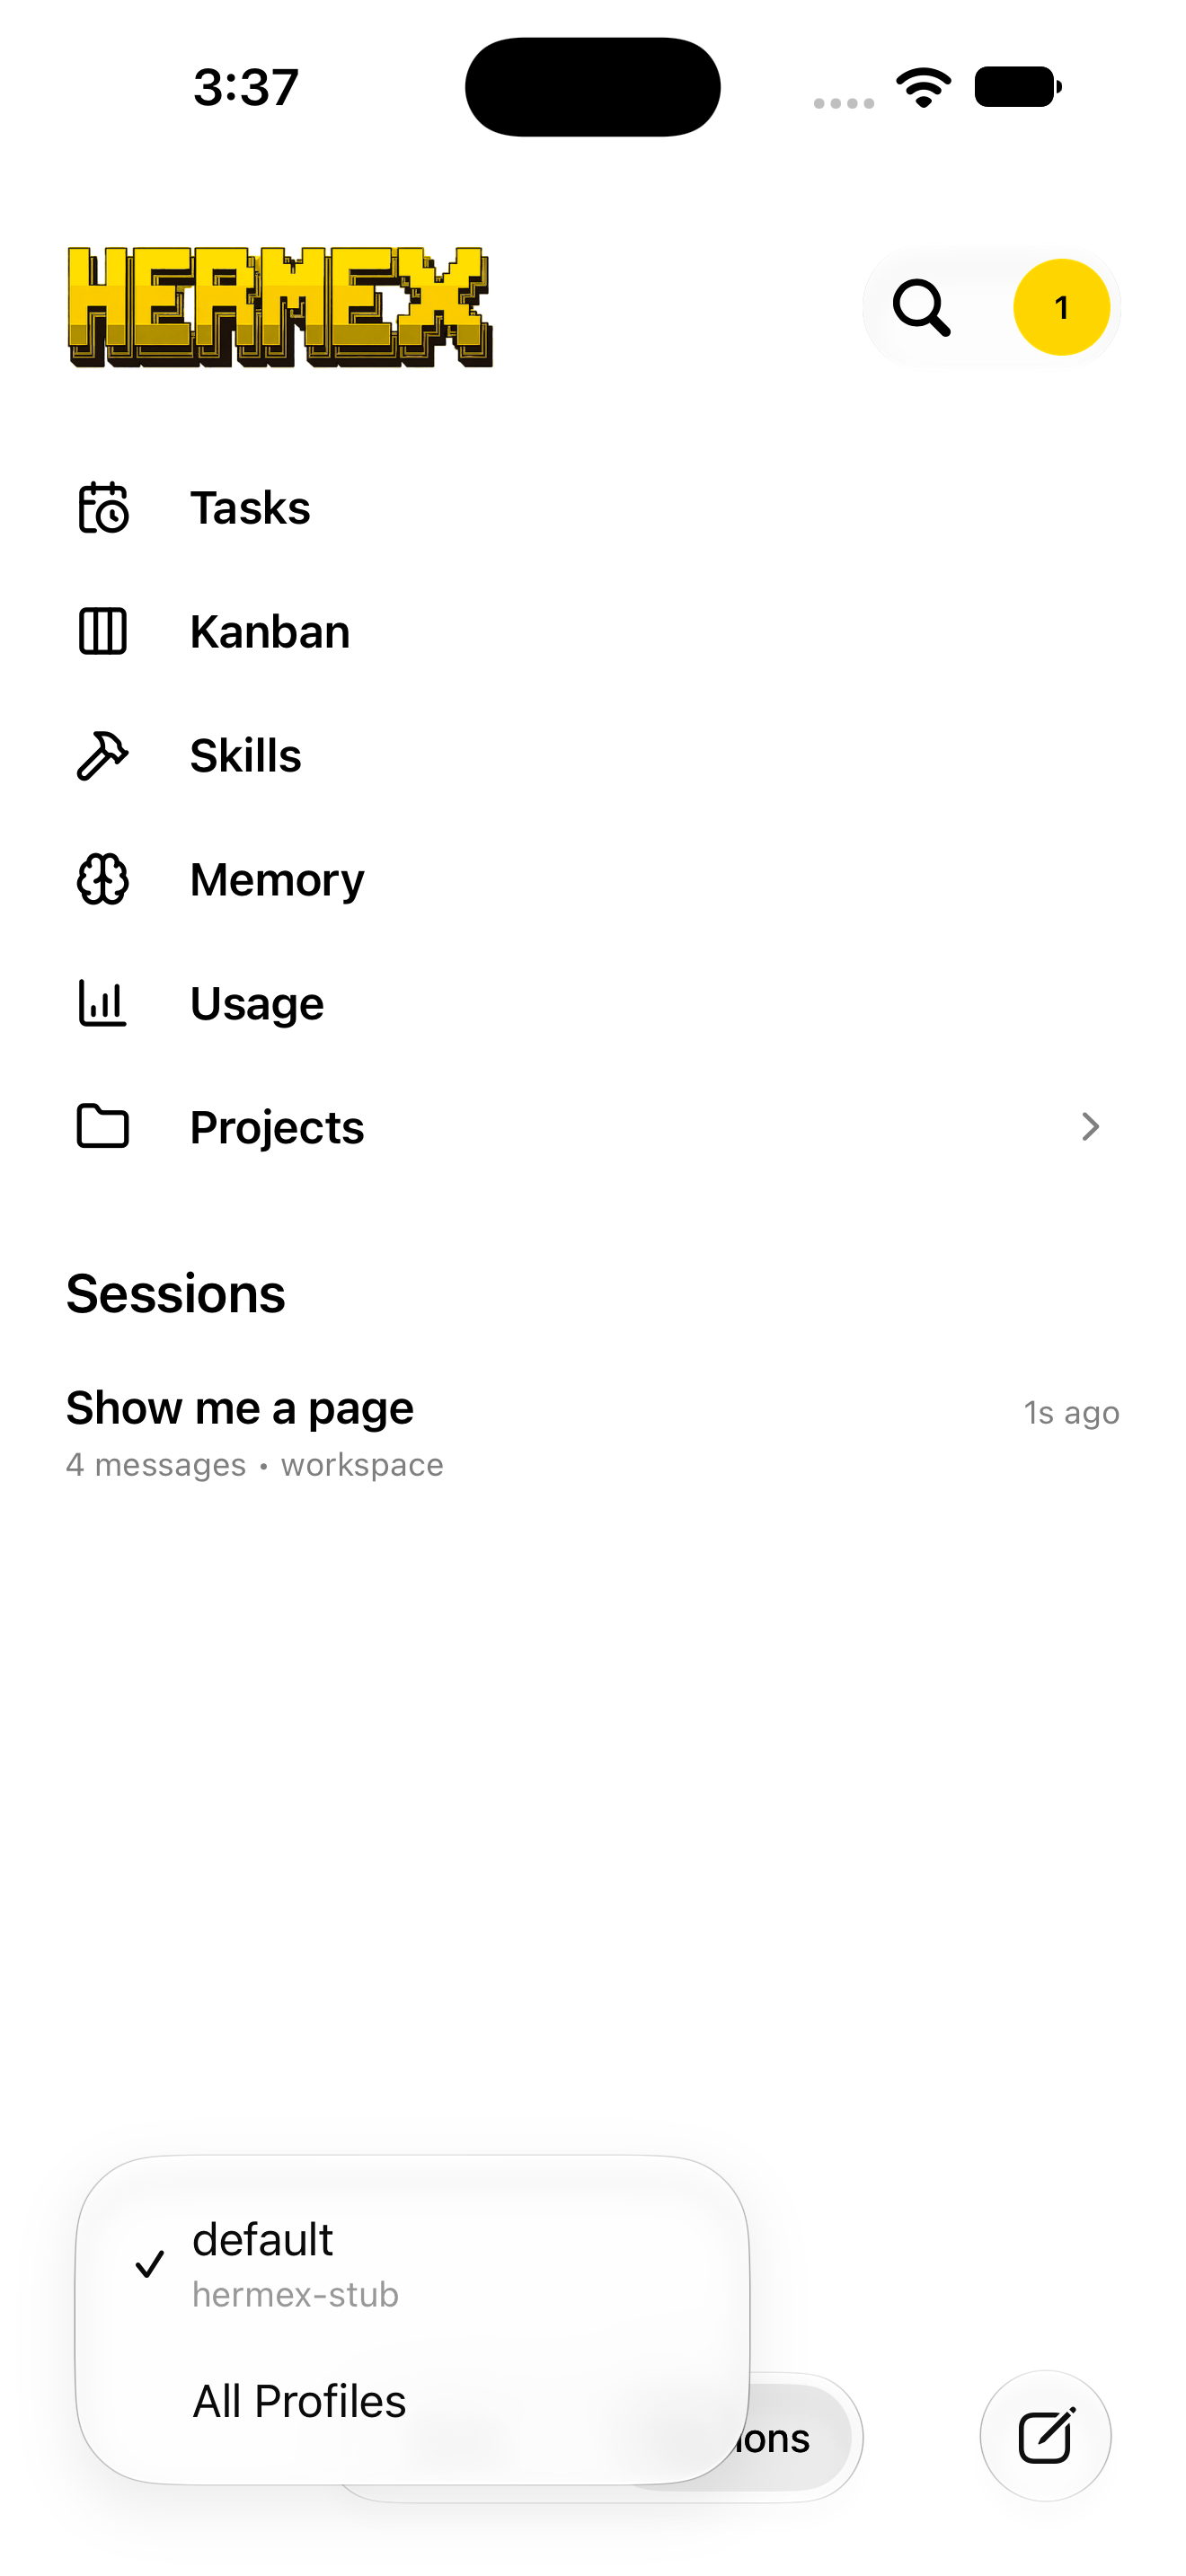 3:37
HERMEX
1
Tasks
Kanban
Skills
Memory
Usage
Projects
Sessions
Show me a page
1s ago
4 messages • workspace
default
hermex-stub
All Profiles